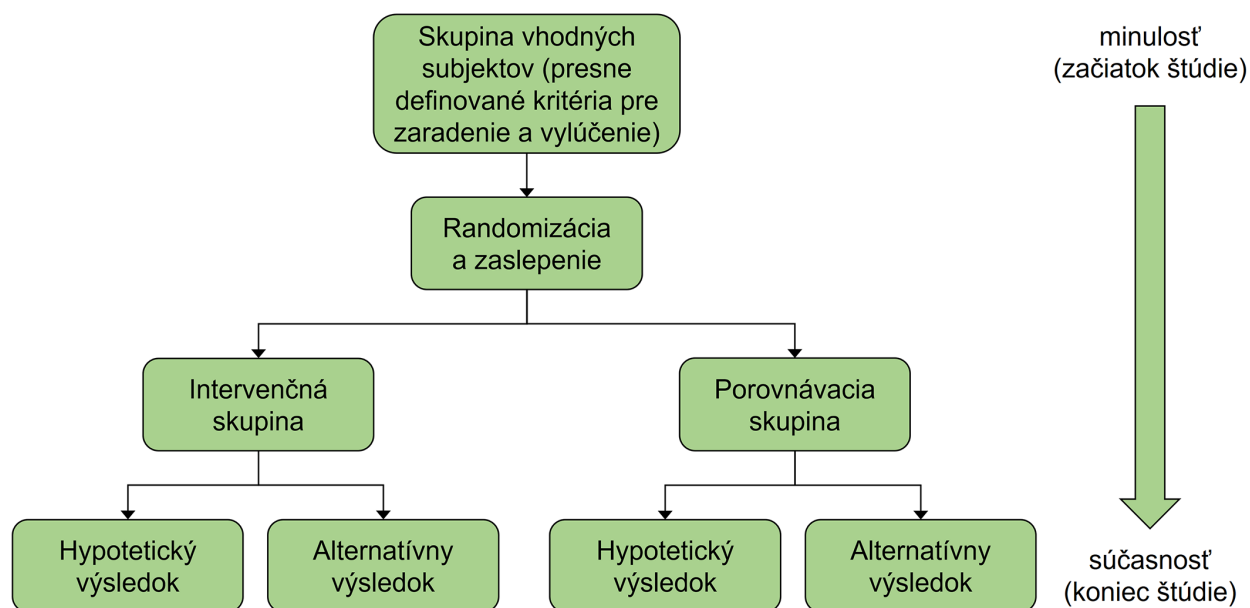 Skupina vhodných
subjektov (presne
definované kritéria pre
zaradenie a vylúčenie)
minulosť
(začiatok štúdie)
Randomizácia
a zaslepenie
Intervenčná
skupina
Porovnávacia
skupina
Hypotetický
výsledok
Alternatívny
výsledok
Hypotetický
výsledok
Alternatívny
výsledok
súčasnosť
(koniec štúdie)